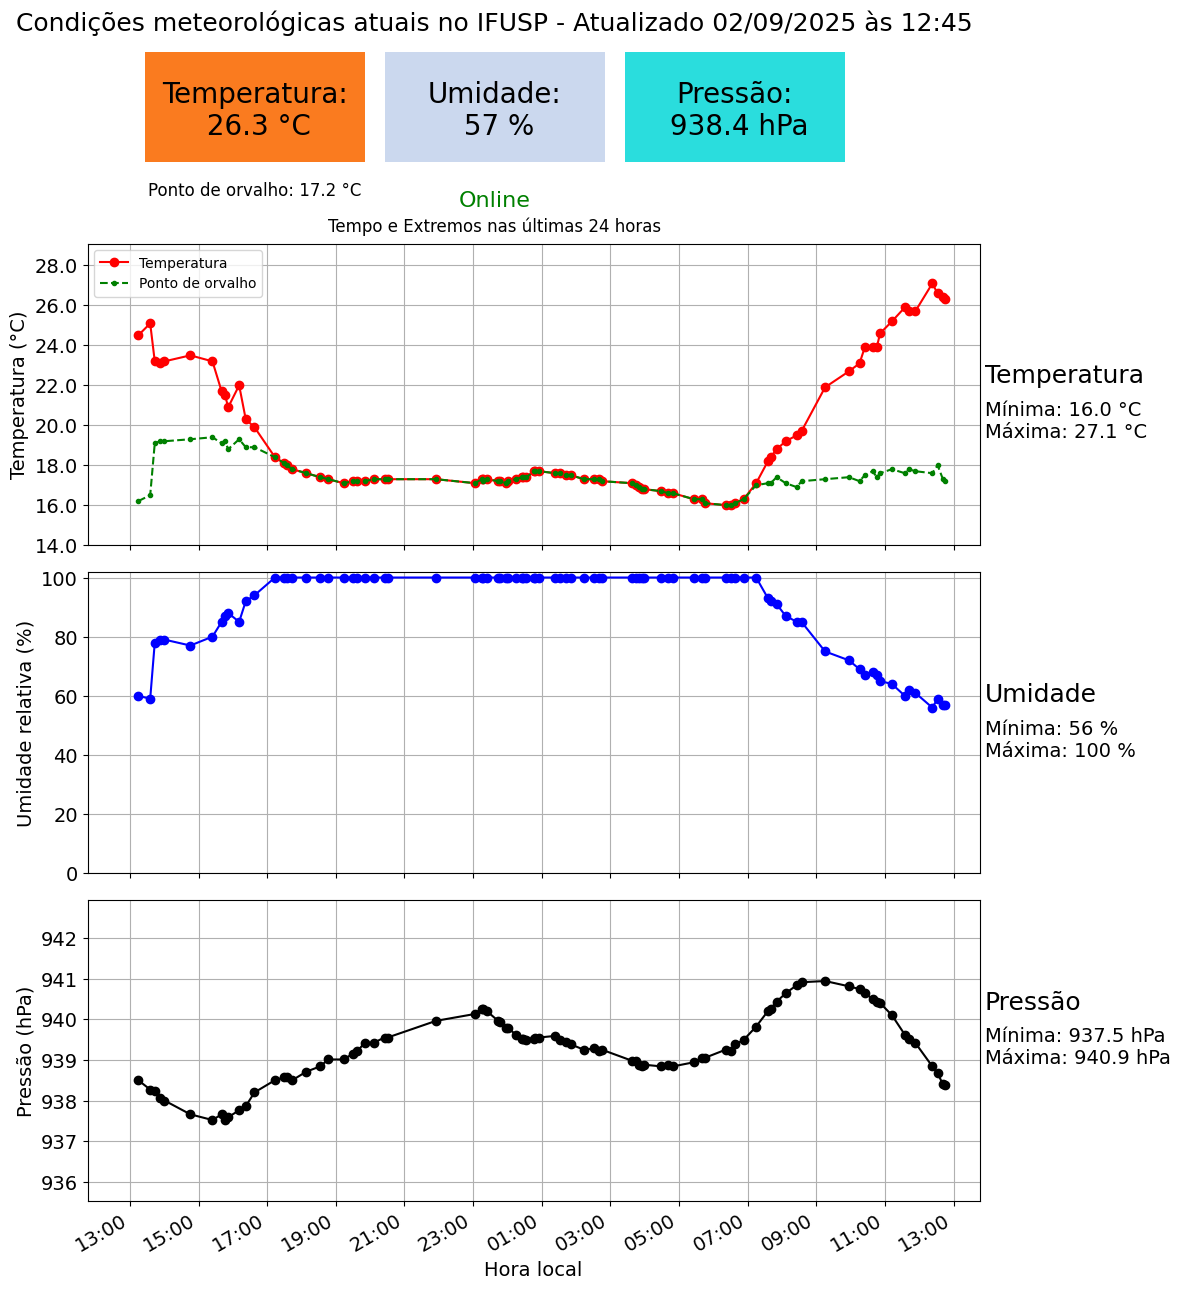 Condições meteorológicas atuais no IFUSP - Atualizado 02/09/2025 às 12:45
Temperatura:
26.3 °C
Umidade:
57 %
Pressão:
938.4 hPa
Ponto de orvalho: 17.2 °C
Online
Tempo e Extremos nas últimas 24 horas
Temperatura (°C)
28.0
26.0
24.0
22.0
20.0
18.0
16.0
14.0
Temperatura
Ponto de orvalho
Temperatura
Mínima: 16.0 °C
Máxima: 27.1 °C
Umidade relativa (%)
100
80
60
40
20
0
Umidade
Mínima: 56 %
Máxima: 100 %
Pressão (hPa)
942
941
940
939
938
937
936
Pressão
Mínima: 937.5 hPa
Máxima: 940.9 hPa
13:00
15:00
17:00
19:00
21:00
23:00
01:00
03:00
05:00
07:00
09:00
11:00
13:00
Hora local